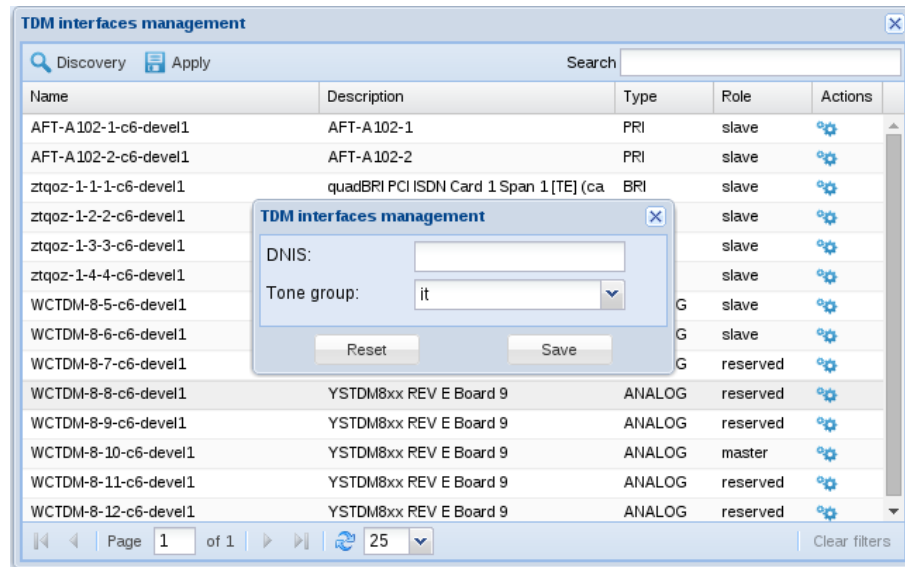 TDM interfaces management
Discovery Apply Search
Name Description Type Role Actions
AFT-A102-1-c6-devel1 AFT-A102-1 PRI slave
AFT-A102-2-c6-devel1 AFT-A102-2 PRI slave
ztqoz-1-1-1-c6-devel1 quadBRI PCI ISDN Card 1 Span 1 [TE] (ca BRI slave
ztqoz-1-2-2-c6-devel1 slave
TDM interfaces management
ztqoz-1-3-3-c6-devel1 slave
DNIS:
ztqoz-1-4-4-c6-devel1 slave
Tone group: it
WCTDM-8-5-c6-devel1 G slave
WCTDM-8-6-c6-devel1 G slave
Reset Save
WCTDM-8-7-c6-devel1 G reserved
WCTDM-8-8-c6-devel1 YSTDM8xx REV E Board 9 ANALOG reserved
WCTDM-8-9-c6-devel1 YSTDM8xx REV E Board 9 ANALOG reserved
WCTDM-8-10-c6-devel1 YSTDM8xx REV E Board 9 ANALOG master
WCTDM-8-11-c6-devel1 YSTDM8xx REV E Board 9 ANALOG reserved
WCTDM-8-12-c6-devel1 YSTDM8xx REV E Board 9 ANALOG reserved
Page 1 of 1 25 Clear filters